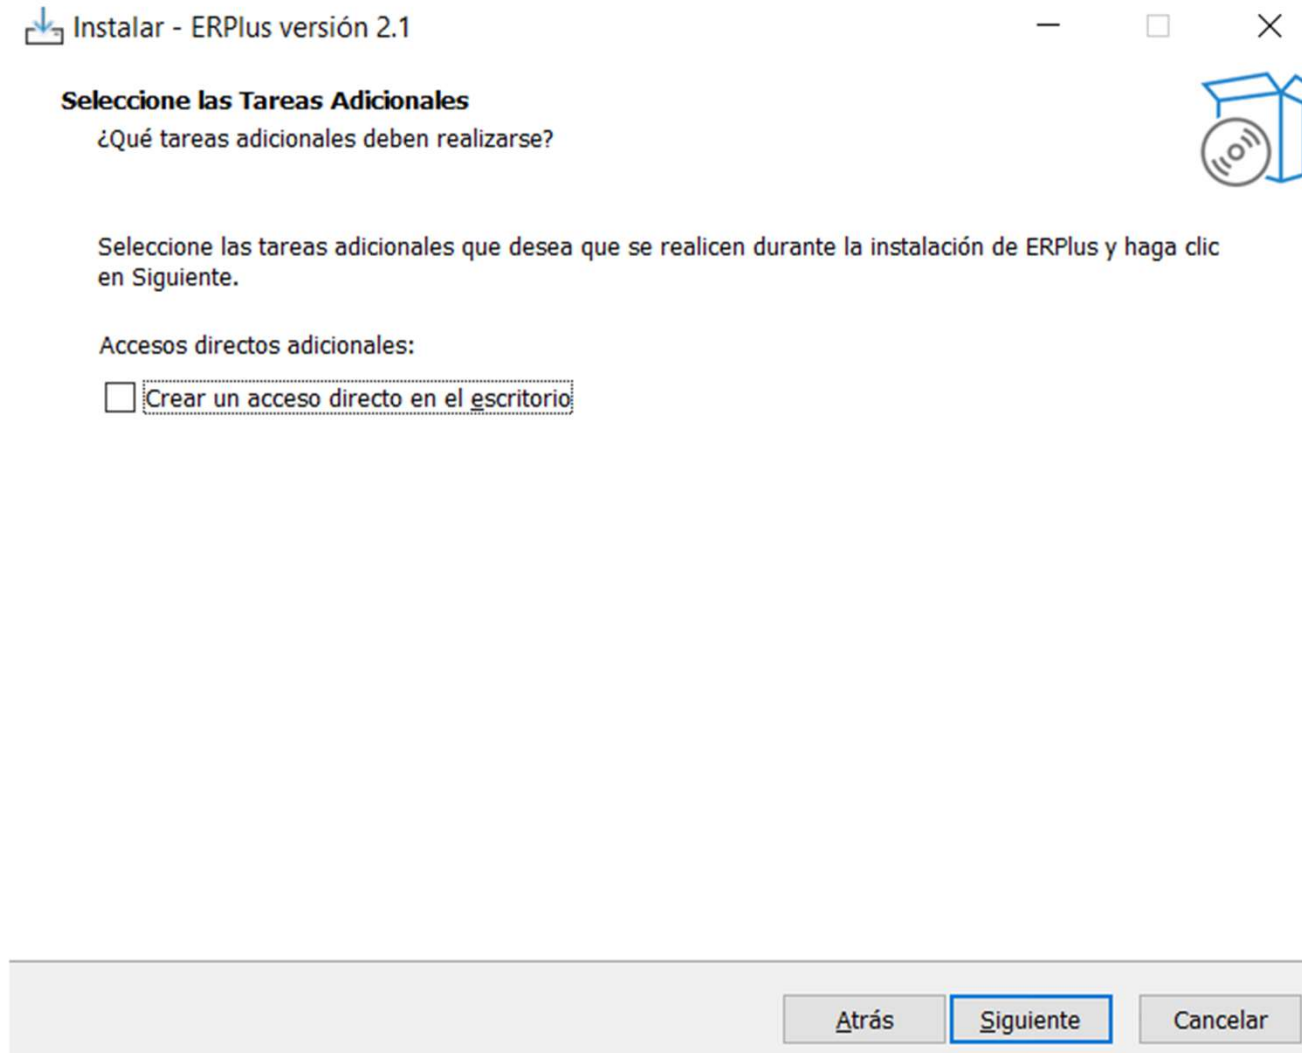 Instalar - ERPlus versión 2.1
Seleccione las Tareas Adicionales
¿Qué tareas adicionales deben realizarse?
Seleccione las tareas adicionales que desea que se realicen durante la instalación de ERPlus y haga clic
en Siguiente.
Accesos directos adicionales:
Crear un acceso directo en el escritorio
Atrás
Siguiente
Cancelar